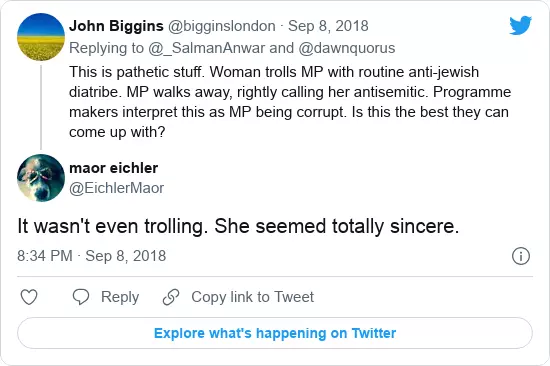 John Biggins @bigginslondon · Sep 8, 2018
Replying to @_SalmanAnwar and @dawnquorus
This is pathetic stuff. Woman trolls MP with routine anti-jewish
diatribe. MP walks away, rightly calling her antisemitic. Programme
makers interpret this as MP being corrupt. Is this the best they can
come up with?
maor eichler
@EichlerMaor
It wasn't even trolling. She seemed totally sincere.
8:34 PM · Sep 8, 2018
Reply
Copy link to Tweet
Explore what's happening on Twitter